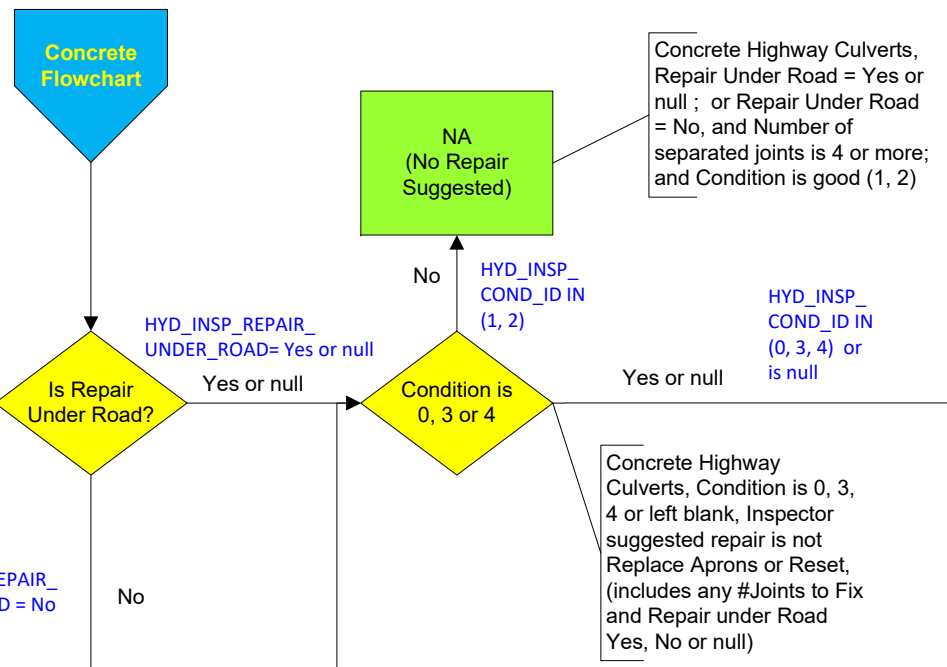 Concrete
Flowchart
NA
(No Repair
Suggested)
Concrete Highway Culverts,
Repair Under Road = Yes or
null ;  or Repair Under Road
= No, and Number of
separated joints is 4 or more;
and Condition is good (1, 2)
No
HYD_INSP_
COND_ID IN
(1, 2)
HYD_INSP_
COND_ID IN
(0, 3, 4)  or
is null
HYD_INSP_REPAIR_
UNDER_ROAD= Yes or null
Yes or null
Is Repair
Under Road?
Condition is
0, 3 or 4
Yes or null
Concrete Highway
Culverts, Condition is 0, 3,
4 or left blank, Inspector
suggested repair is not
Replace Aprons or Reset,
(includes any #Joints to Fix
and Repair under Road
Yes, No or null)
EPAIR_
D = No
No